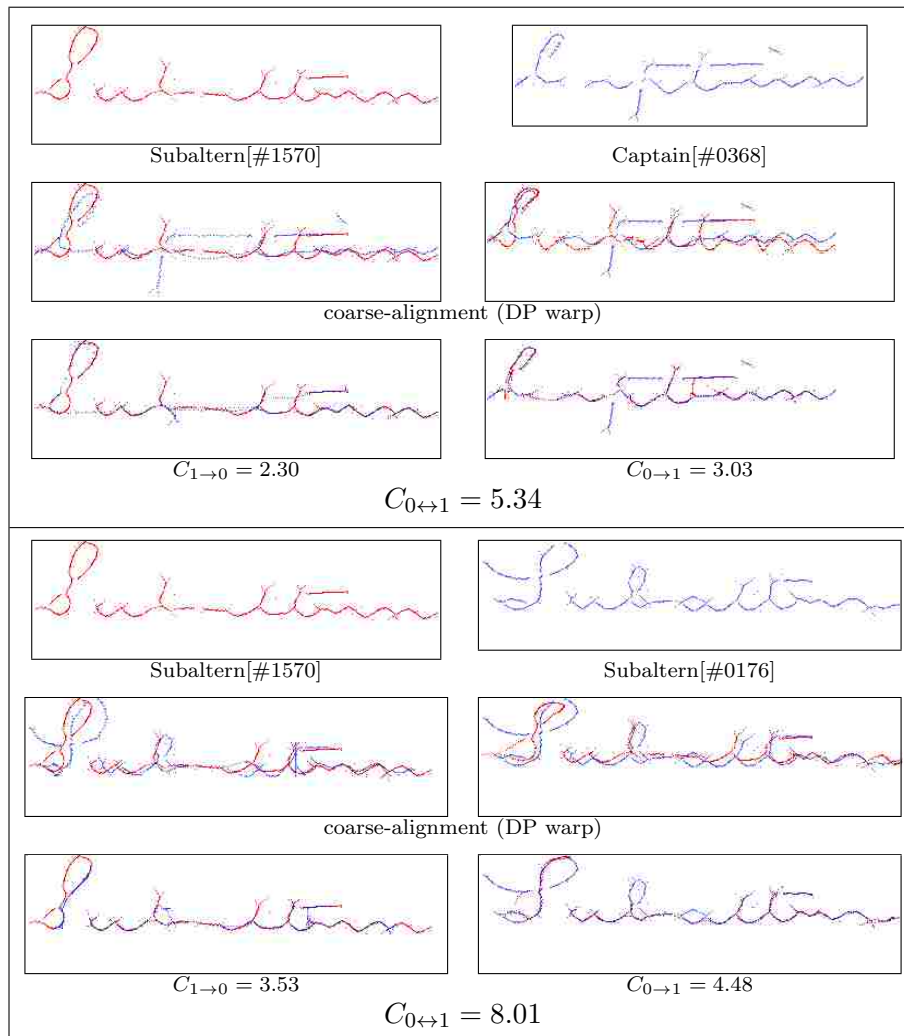 Subaltern[#1570]
Captain[#0368]
coarse-alignment (DP warp)
C₁→₀ = 2.30
C₀→₁ = 3.03
C₀↔₁ = 5.34
Subaltern[#1570]
Subaltern[#0176]
coarse-alignment (DP warp)
C₁→₀ = 3.53
C₀→₁ = 4.48
C₀↔₁ = 8.01